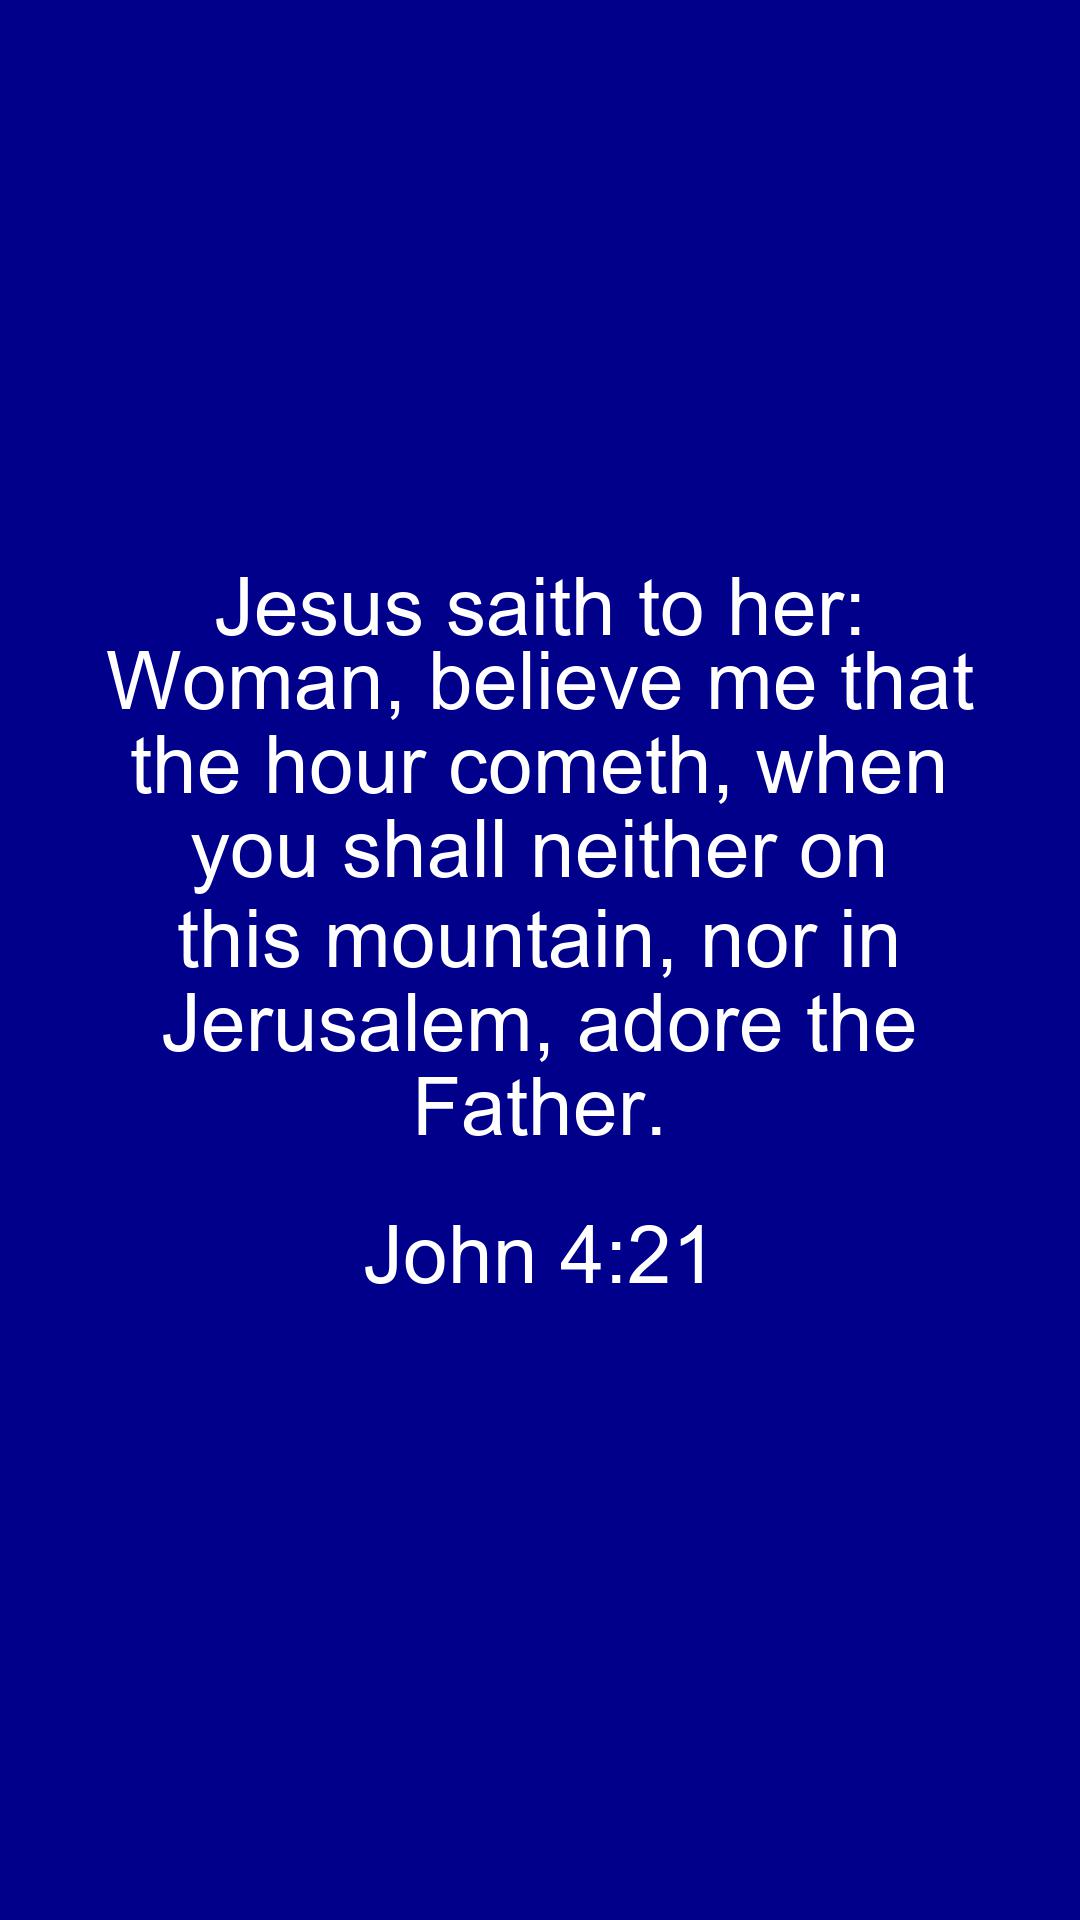 Jesus saith to her:
Woman, believe me that
the hour cometh, when
you shall neither on
this mountain, nor in
Jerusalem, adore the
Father.
John 4:21